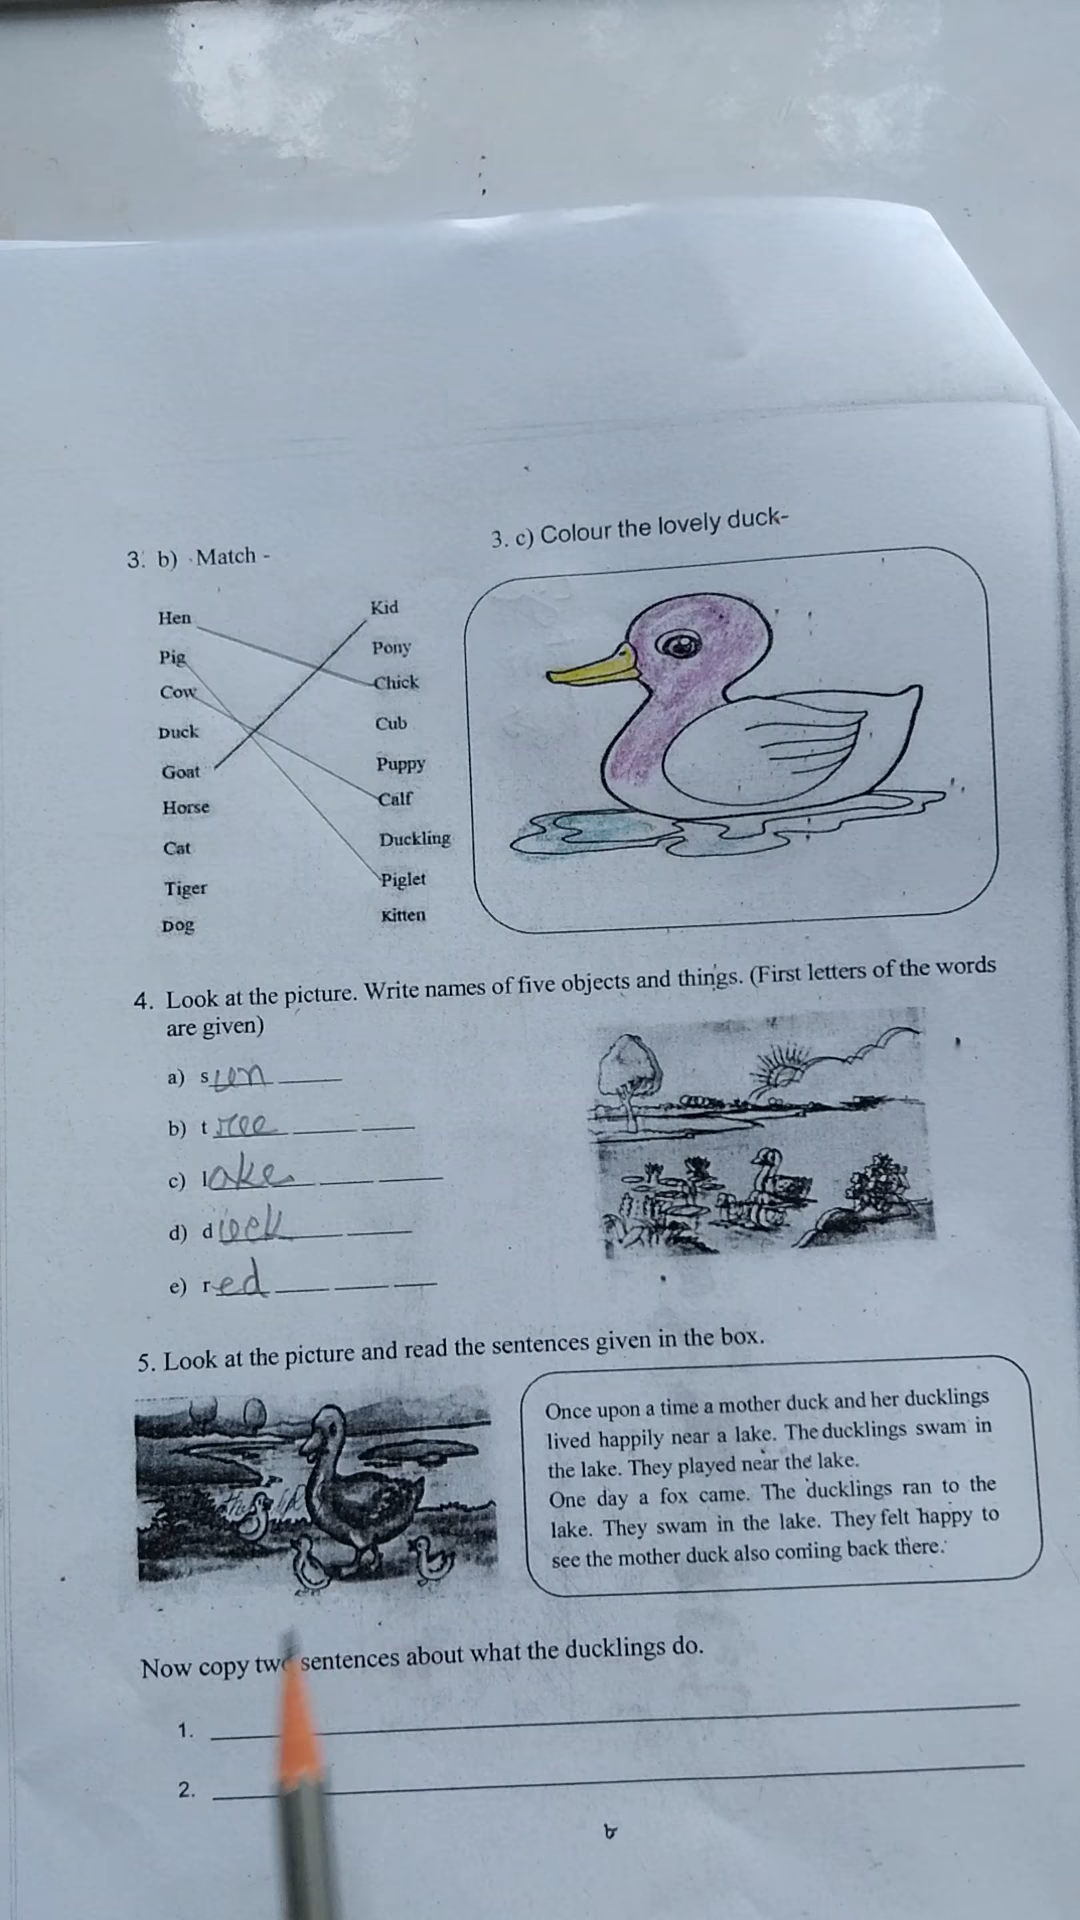 3. b) Match -
Hen
Pig
Cow
Duck
Goat
Horse
Cat
Tiger
Dog
Kid
Pony
Chick
Cub
Puppy
Calf
Duckling
Piglet
Kitten
3. c) Colour the lovely duck-
4. Look at the picture. Write names of five objects and things. (First letters of the words
are given)
a) sun
b) tree
c) lake
d) d
e) red
5. Look at the picture and read the sentences given in the box.
Once upon a time a mother duck and her ducklings
lived happily near a lake. The ducklings swam in
the lake. They played near the lake.
One day a fox came. The ducklings ran to the
lake. They swam in the lake. They felt happy to
see the mother duck also coming back there.
Now copy two sentences about what the ducklings do.
1.
2.